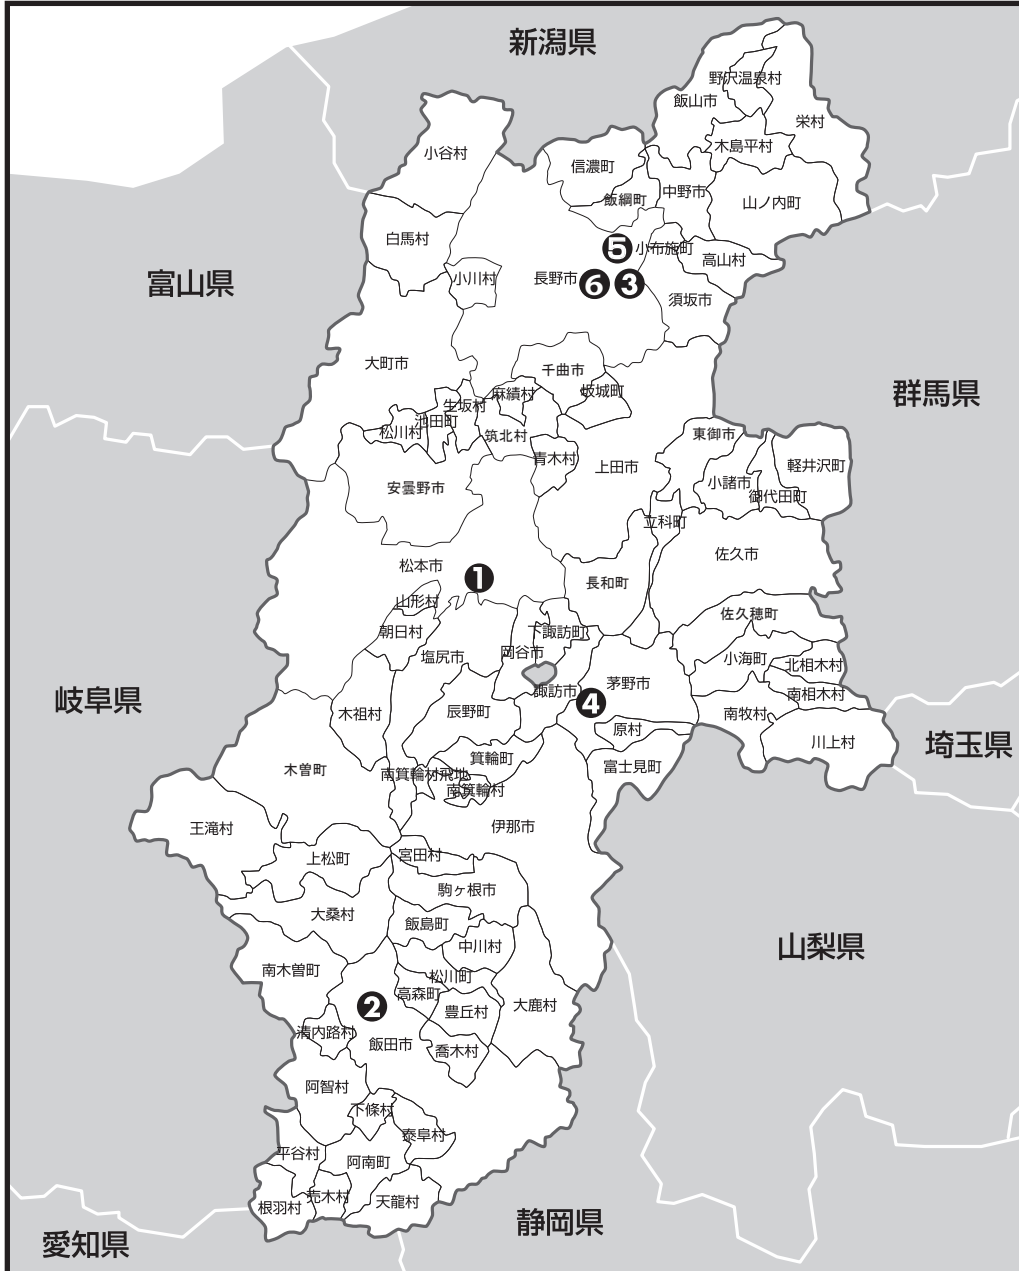 新潟県
野沢温泉村
飯山市
栄村
木島平村
小谷村
信濃町
飯綱町
中野市
山ノ内町
白馬村
❺
小布施町
高山村
富山県
小川村
長野市
❻
❸
須坂市
大町市
千曲市
坂城町
群馬県
麻績村
生坂村
池田町
松川村
筑北村
東御市
青木村
上田市
軽井沢町
小諸市
御代田町
安曇野市
立科町
佐久市
松本市
❶
長和町
山形村
佐久穂町
朝日村
下諏訪町
塩尻市
岡谷市
小海町
北相木村
岐阜県
諏訪市
茅野市
南相木村
❹
木祖村
辰野町
南牧村
原村
川上村
埼玉県
箕輪町
富士見町
木曽町
南箕輪村飛地
南箕輪村
王滝村
伊那市
上松町
宮田村
駒ヶ根市
大桑村
飯島町
中川村
山梨県
南木曽町
松川町
高森町
大鹿村
❷
豊丘村
清内路村
飯田市
喬木村
阿智村
下條村
泰阜村
平谷村
阿南町
売木村
天龍村
根羽村
静岡県
愛知県